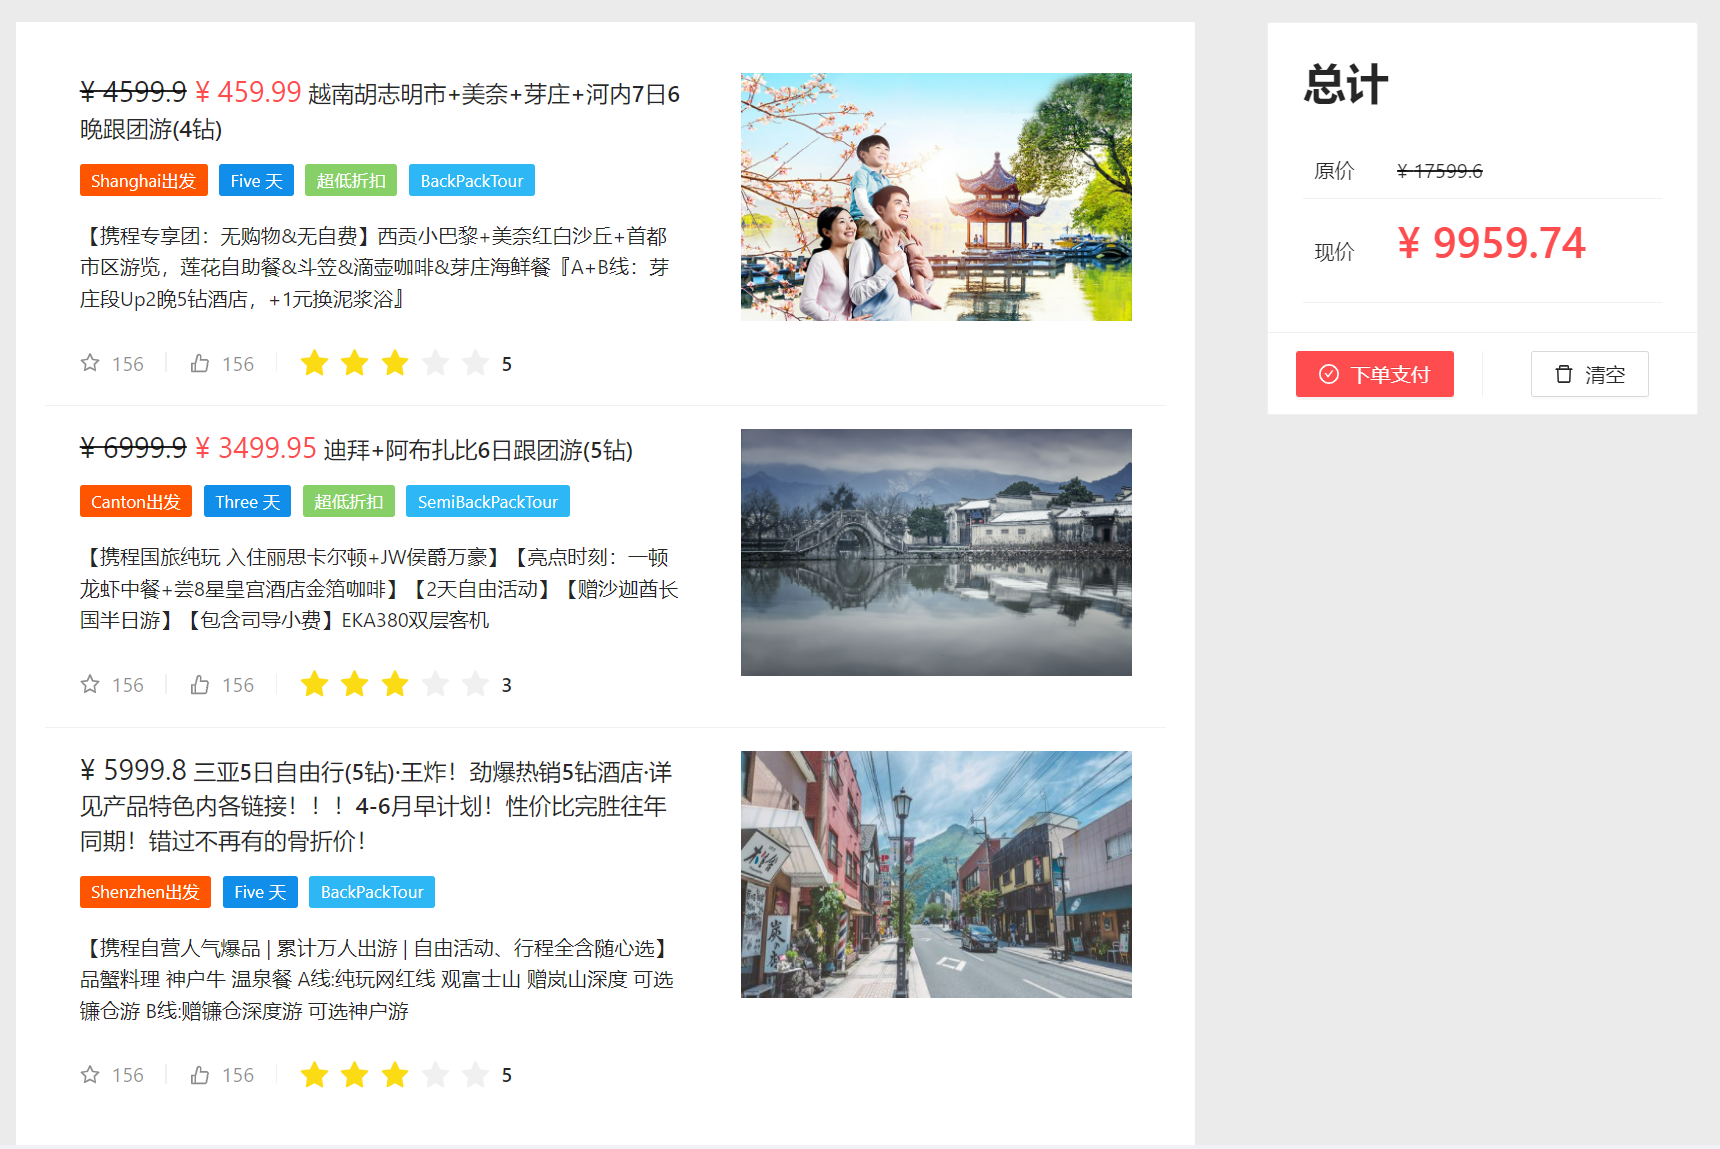 ¥ 4599.9 ¥ 459.99 越南胡志明市+美奈+芽庄+河内7日6
晚跟团游(4钻)
Shanghai出发 Five 天 超低折扣 BackPackTour
【携程专享团：无购物&无自费】西贡小巴黎+美奈红白沙丘+首都
市区游览，莲花自助餐&斗笠&滴壶咖啡&芽庄海鲜餐『A+B线：芽
庄段Up2晚5钻酒店，+1元换泥浆浴』
156 156 5
¥ 6999.9 ¥ 3499.95 迪拜+阿布扎比6日跟团游(5钻)
Canton出发 Three 天 超低折扣 SemiBackPackTour
【携程国旅纯玩 入住丽思卡尔顿+JW侯爵万豪】【亮点时刻：一顿
龙虾中餐+尝8星皇宫酒店金箔咖啡】【2天自由活动】【赠沙迦酋长
国半日游】【包含司导小费】EKA380双层客机
156 156 3
¥ 5999.8 三亚5日自由行(5钻)·王炸！劲爆热销5钻酒店·详
见产品特色内各链接！！！4-6月早计划！性价比完胜往年
同期！错过不再有的骨折价！
Shenzhen出发 Five 天 BackPackTour
【携程自营人气爆品 | 累计万人出游 | 自由活动、行程全含随心选】
品蟹料理 神户牛 温泉餐 A线:纯玩网红线 观富士山 赠岚山深度 可选
镰仓游 B线:赠镰仓深度游 可选神户游
156 156 5
总计
原价 ¥ 17599.6
现价 ¥ 9959.74
下单支付 清空